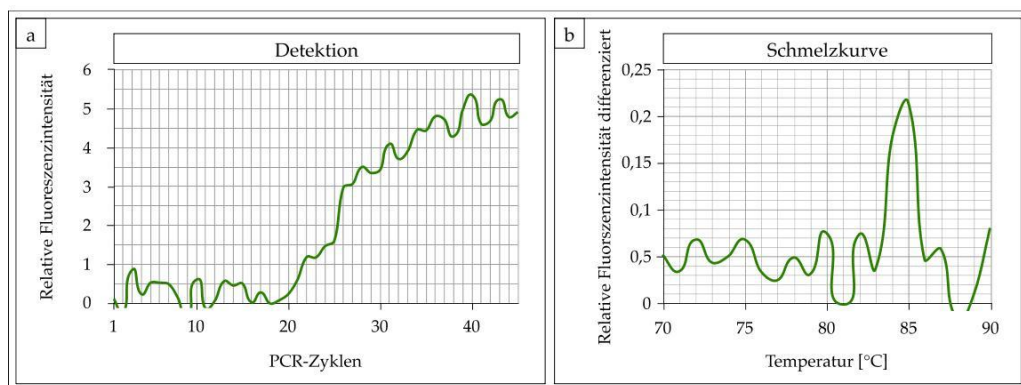 a
Detektion
Relative Fluoreszenzintensität
6
5
4
3
2
1
0
1
10
20
30
40
PCR-Zyklen
b
Schmelzkurve
Relative Fluorszenzintensität differenziert
0,25
0,2
0,15
0,1
0,5
0
70
75
80
85
90
Temperatur [°C]